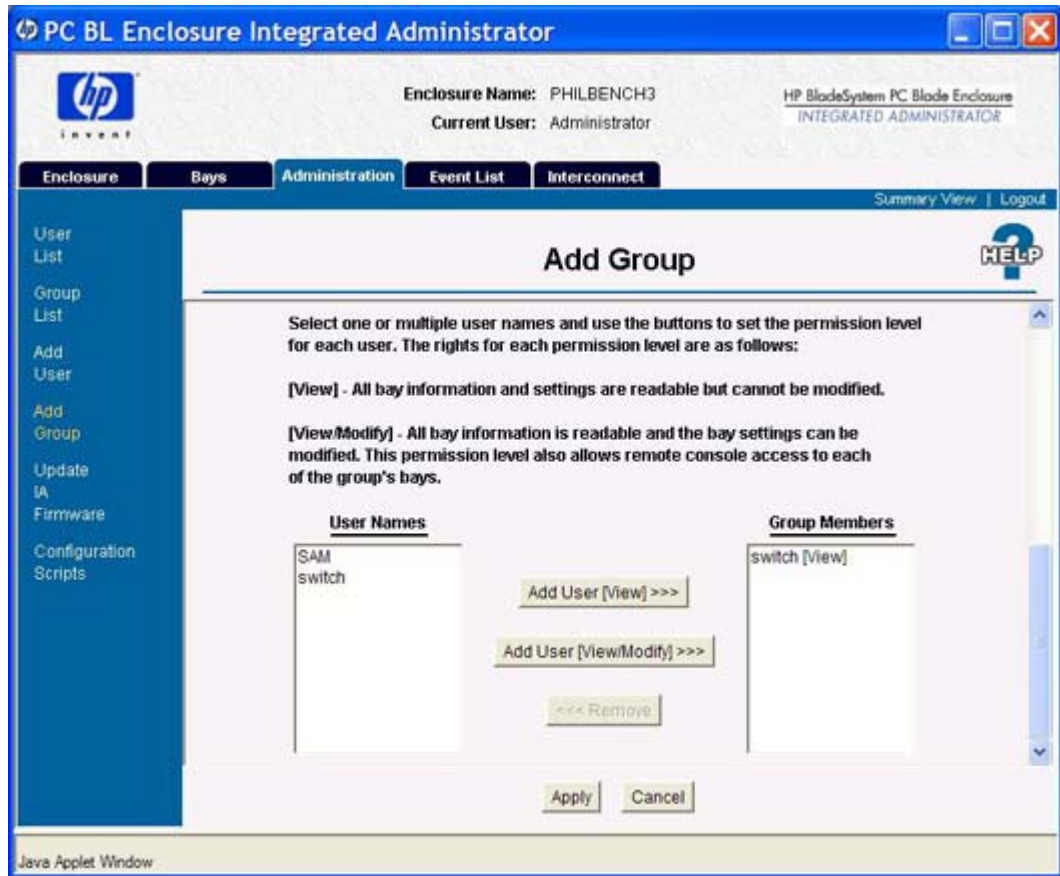 PC BL Enclosure Integrated Administrator
hp
invent
Enclosure Name: PHILBENCH3
Current User: Administrator
HP BladeSystem PC Blade Enclosure
INTEGRATED ADMINISTRATOR
Enclosure Bays Administration Event List Interconnect
Summary View | Logout
User
List
Group
List
Add
User
Add
Group
Update
IA
Firmware
Configuration
Scripts
Add Group
HELP
Select one or multiple user names and use the buttons to set the permission level
for each user. The rights for each permission level are as follows:
[View] - All bay information and settings are readable but cannot be modified.
[View/Modify] - All bay information is readable and the bay settings can be
modified. This permission level also allows remote console access to each
of the group's bays.
User Names
SAM
switch
Add User [View] >>>
Add User [View/Modify] >>>
<<< Remove
Group Members
switch [View]
Apply Cancel
Java Applet Window